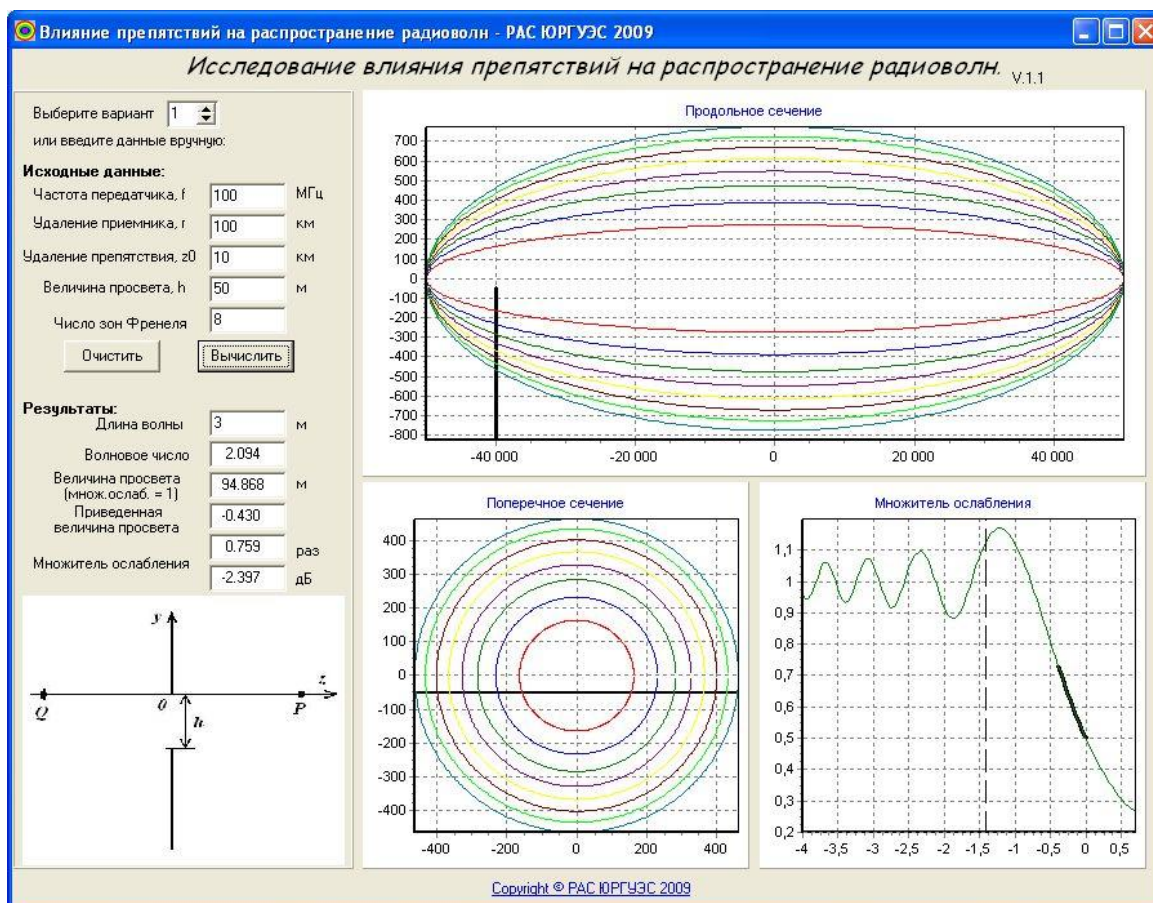 Влияние препятствий на распространение радиоволн - РАС ЮРГУЭС 2009
Исследование влияния препятствий на распространение радиоволн. V.1.1
Выберите вариант 1
или введите данные вручную:
Исходные данные:
Частота передатчика, f 100 МГц
Удаление приемника, r 100 км
Удаление препятствия, z0 10 км
Величина просвета, h 50 м
Число зон Френеля 8
Очистить Вычислить
Результаты:
Длина волны 3 м
Волновое число 2.094
Величина просвета
(множ.ослаб. = 1) 94.868 м
Приведенная
величина просвета -0.430
Множитель ослабления 0.759 раз
-2.397 дБ
y
z
Q 0 P
h
Продольное сечение
700
600
500
400
300
200
100
0
-100
-200
-300
-400
-500
-600
-700
-800
-40 000 -20 000 0 20 000 40 000
Поперечное сечение
400
300
200
100
0
-100
-200
-300
-400
-400 -200 0 200 400
Множитель ослабления
1,1
1
0,9
0,8
0,7
0,6
0,5
0,4
0,3
0,2
-4 -3,5 -3 -2,5 -2 -1,5 -1 -0,5 0 0,5
Copyright © РАС ЮРГУЭС 2009